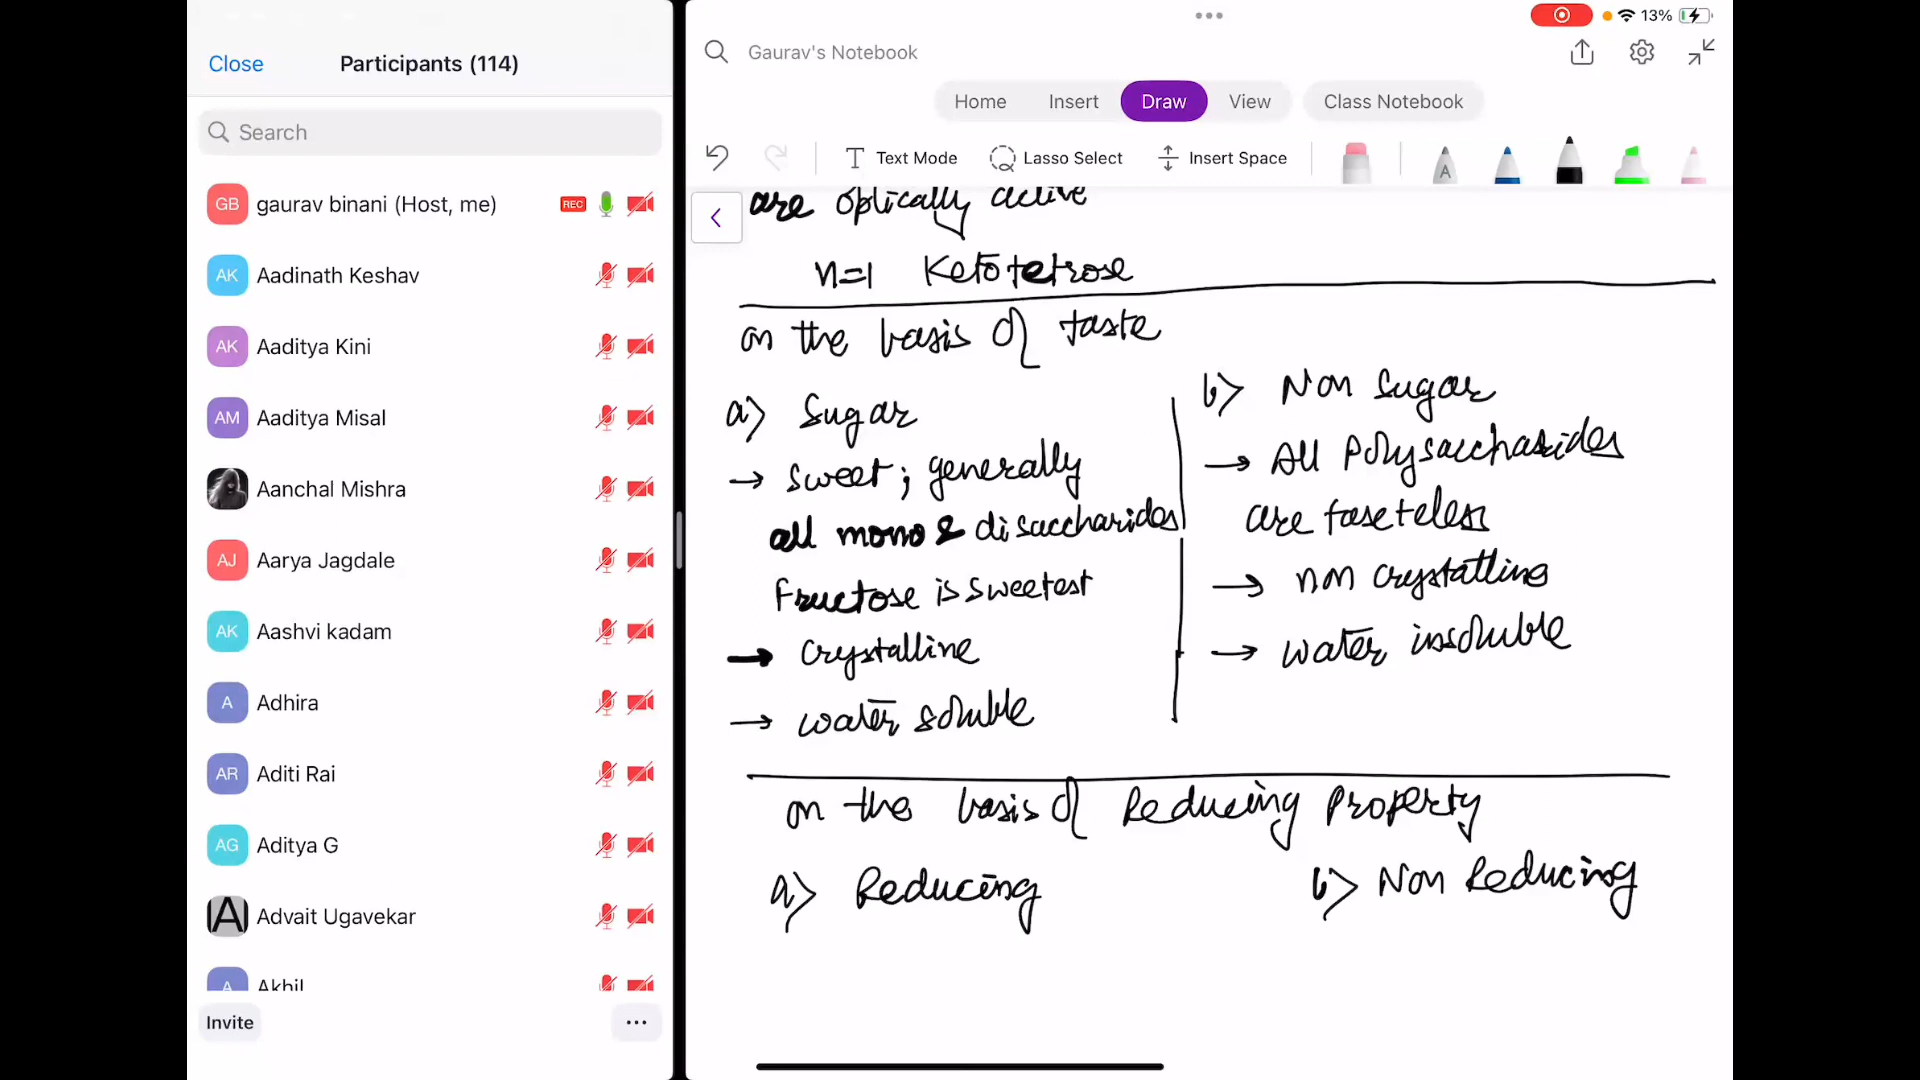 Close
Participants (114)
Search
GB gaurav binani (Host, me) REC
AK Aadinath Keshav
AK Aaditya Kini
AM Aaditya Misal
Aanchal Mishra
AJ Aarya Jagdale
AK Aashvi kadam
A Adhira
AR Aditi Rai
AG Aditya G
A Advait Ugavekar
A Akhil
Invite
13%
Gaurav's Notebook
Home Insert Draw View Class Notebook
Text Mode Lasso Select Insert Space
are optically active
n=1 Ketotetrose
on the basis of taste
a) Sugar
→ sweet; generally
all mono & disaccharides
Fructose is sweetest
→ crystalline
→ water soluble
b) Non sugar
→ All Polysaccharides
are tasteless
→ non crystalline
→ water insoluble
on the basis of Reducing Property
a) Reducing
b) Non Reducing